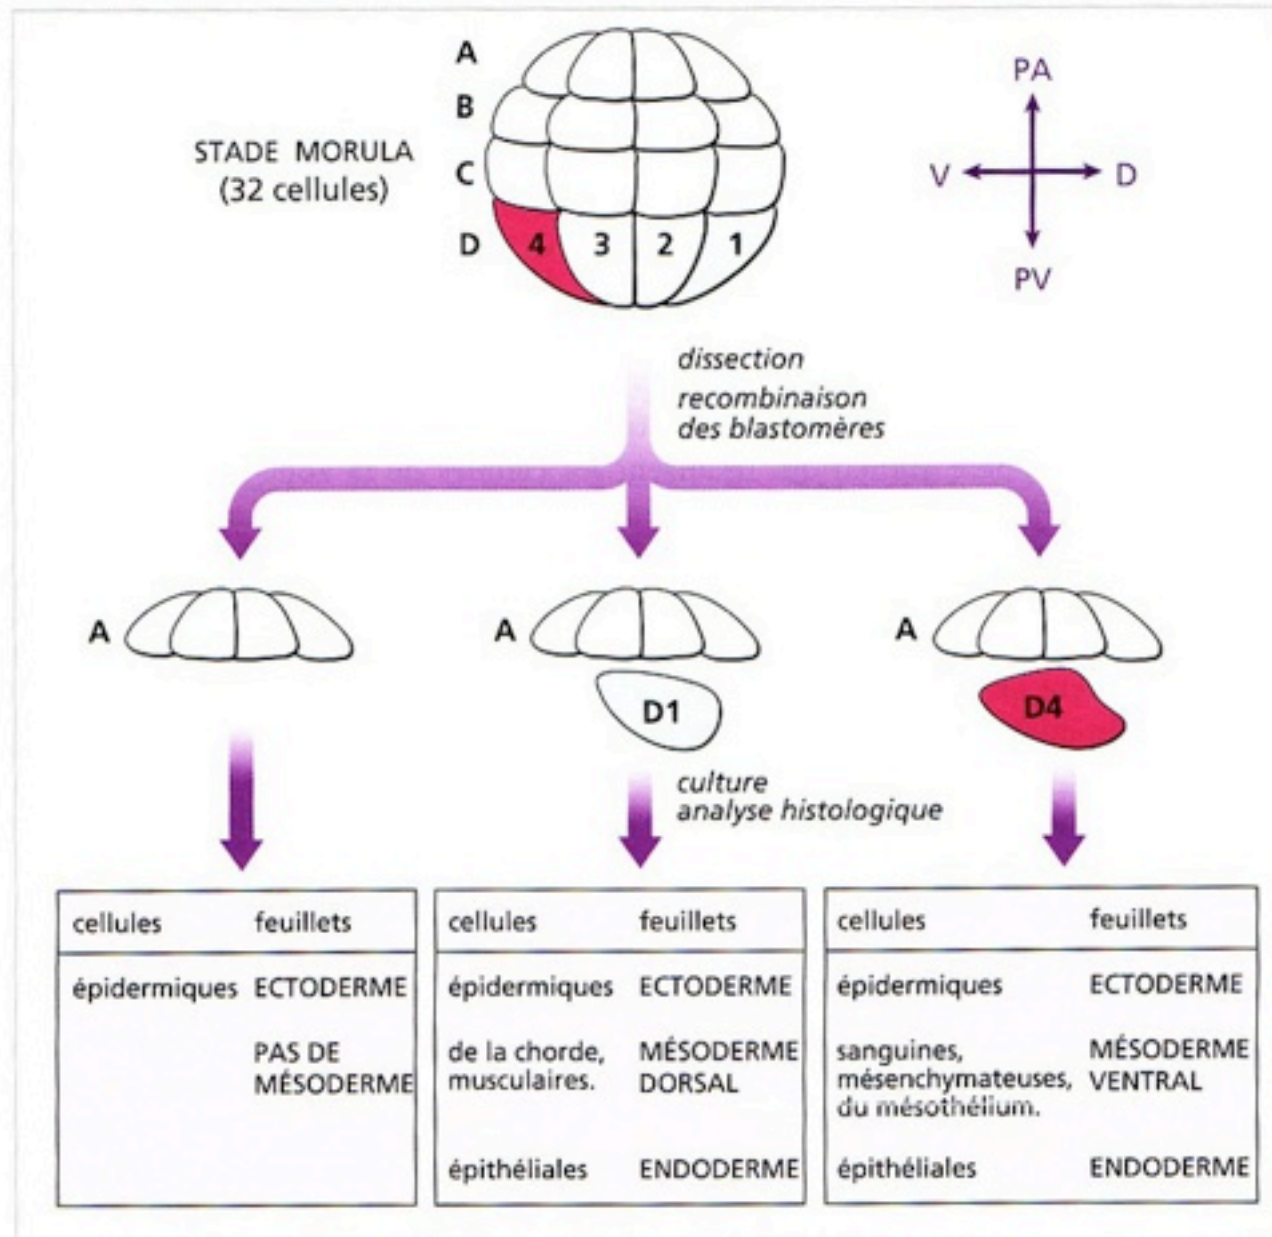 A
B
STADE MORULA
(32 cellules)
C
D
4 3 2 1
PA
V D
PV
dissection
recombinaison
des blastomères
A
A
D1
A
D4
culture
analyse histologique
cellules feuillets
épidermiques ECTODERME
PAS DE
MÉSODERME
cellules feuillets
épidermiques ECTODERME
de la chorde, MÉSODERME
musculaires. DORSAL
épithéliales ENDODERME
cellules feuillets
épidermiques ECTODERME
sanguines, MÉSODERME
mésenchymateuses, VENTRAL
du mésothélium.
épithéliales ENDODERME